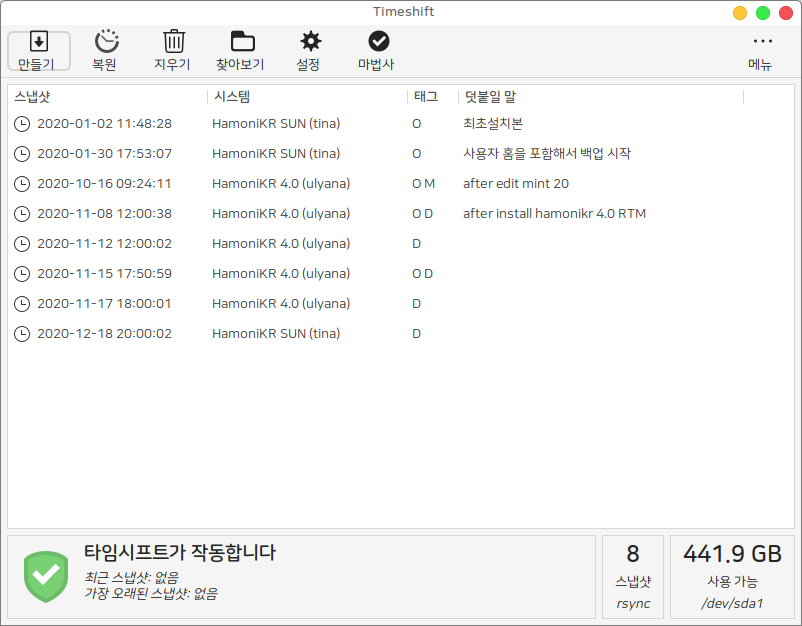 Timeshift
만들기 복원 지우기 찾아보기 설정 마법사 메뉴
스냅샷 시스템 태그 덧붙일 말
2020-01-02 11:48:28 HamoniKR SUN (tina) O 최초설치본
2020-01-30 17:53:07 HamoniKR SUN (tina) O 사용자 홈을 포함해서 백업 시작
2020-10-16 09:24:11 HamoniKR 4.0 (ulyana) O M after edit mint 20
2020-11-08 12:00:38 HamoniKR 4.0 (ulyana) O D after install hamonikr 4.0 RTM
2020-11-12 12:00:02 HamoniKR 4.0 (ulyana) D
2020-11-15 17:50:59 HamoniKR 4.0 (ulyana) O D
2020-11-17 18:00:01 HamoniKR 4.0 (ulyana) D
2020-12-18 20:00:02 HamoniKR SUN (tina) D
타임시프트가 작동합니다
최근 스냅샷: 없음
가장 오래된 스냅샷: 없음
8
스냅샷
rsync
441.9 GB
사용 가능
/dev/sda1